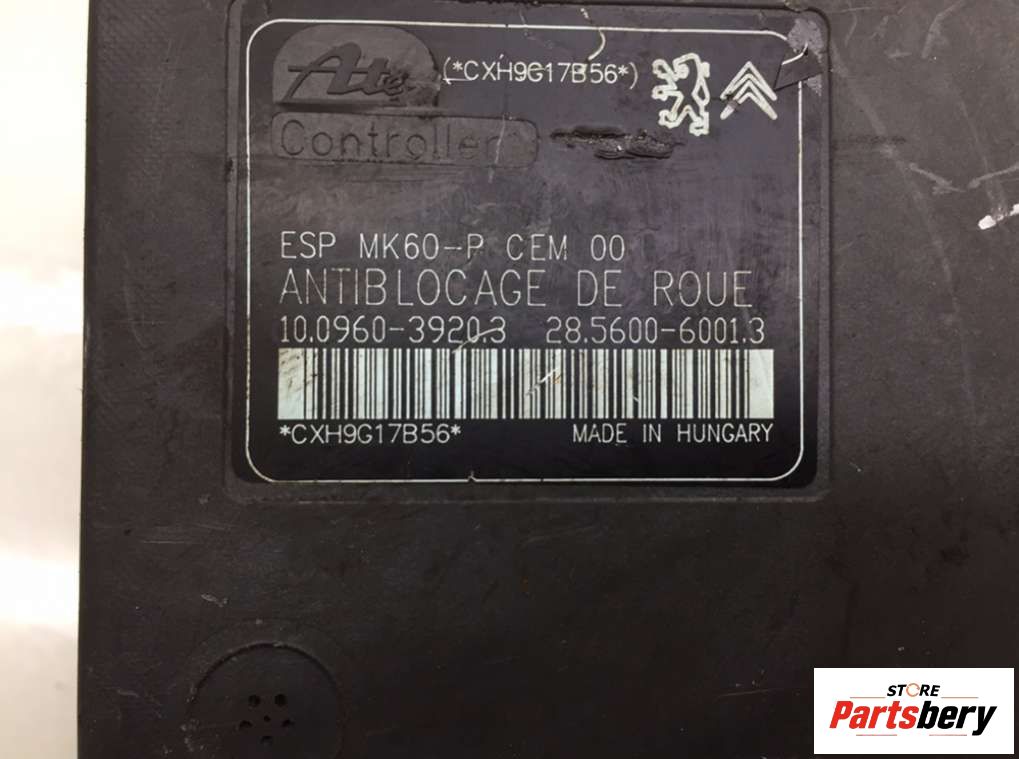 Ate (*CXH9G17B56*)
Controller
ESP MK60-P CEM 00
ANTIBLOCAGE DE ROUE
10.0960-3920.3 28.5600-6001.3
*CXH9G17B56* MADE IN HUNGARY
STORE
Partsbery